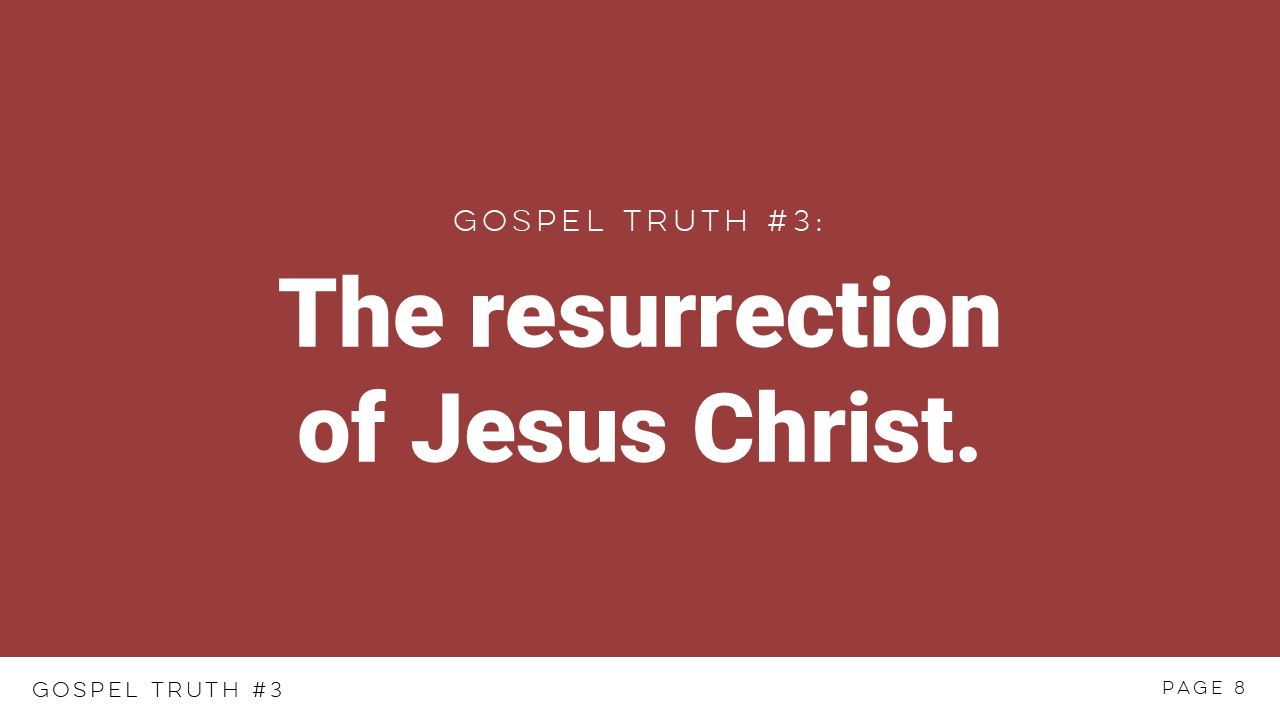 GOSPEL TRUTH #3:
The resurrection
of Jesus Christ.
GOSPEL TRUTH #3
PAGE 8